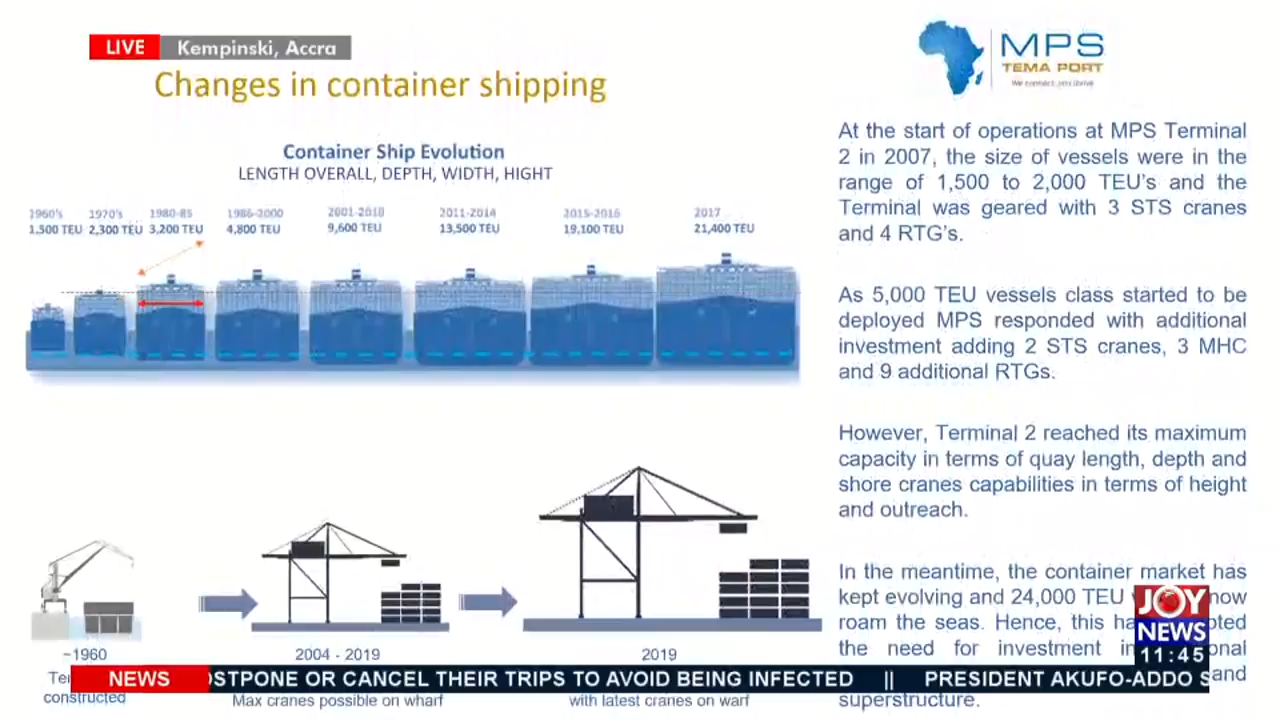 LIVE Kempinski, Accra
Changes in container shipping
MPS
TEMA PORT
We connect, you thrive
Container Ship Evolution
LENGTH OVERALL, DEPTH, WIDTH, HIGHT
1960's 1970's 1980-85 1986-2000 2001-2010 2011-2014 2015-2016 2017
1,500 TEU 2,300 TEU 3,200 TEU 4,800 TEU 9,600 TEU 13,500 TEU 19,100 TEU 21,400 TEU
At the start of operations at MPS Terminal
2 in 2007, the size of vessels were in the
range of 1,500 to 2,000 TEU's and the
Terminal was geared with 3 STS cranes
and 4 RTG's.
As 5,000 TEU vessels class started to be
deployed MPS responded with additional
investment adding 2 STS cranes, 3 MHC
and 9 additional RTGs.
However, Terminal 2 reached its maximum
capacity in terms of quay length, depth and
shore cranes capabilities in terms of height
and outreach.
In the meantime, the container market has
kept evolving and 24,000 TEU now
roam the seas. Hence, this
the need for investment
and
superstructure.
~1960
constructed
2004 - 2019
Max cranes possible on wharf
2019
with latest cranes on warf
JOY
NEWS
11:45
NEWS OSTPONE OR CANCEL THEIR TRIPS TO AVOID BEING INFECTED || PRESIDENT AKUFO-ADDO S